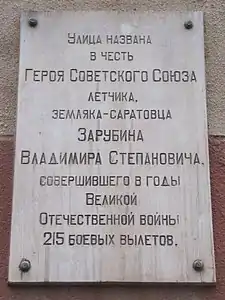 Улица названа
в честь
Героя Советского Союза
летчика,
земляка-саратовца
Зарубина
Владимира Степановича,
совершившего в годы
Великой
Отечественной войны
215 боевых вылетов.